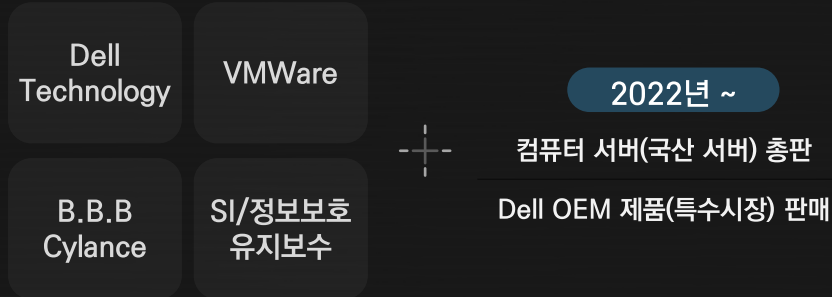 Dell
Technology
VMWare
B.B.B
Cylance
SI/정보보호
유지보수
2022년 ~
컴퓨터 서버(국산 서버) 총판
Dell OEM 제품(특수시장) 판매